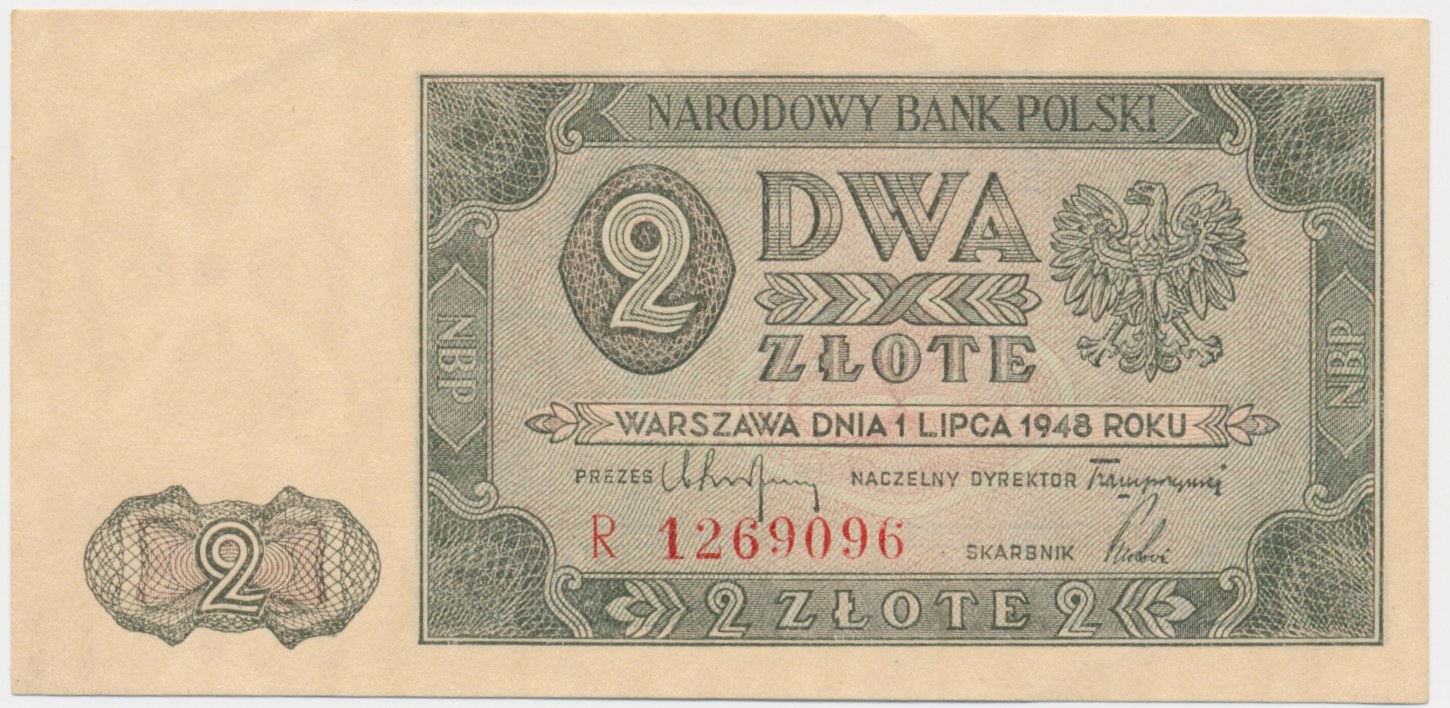 NARODOWY BANK POLSKI
2 DWA
ZŁOTE
NBP
NBP
WARSZAWA DNIA 1 LIPCA 1948 ROKU
PREZES NACZELNY DYREKTOR
R 1269096 SKARBNIK
2
2 ZŁOTE 2